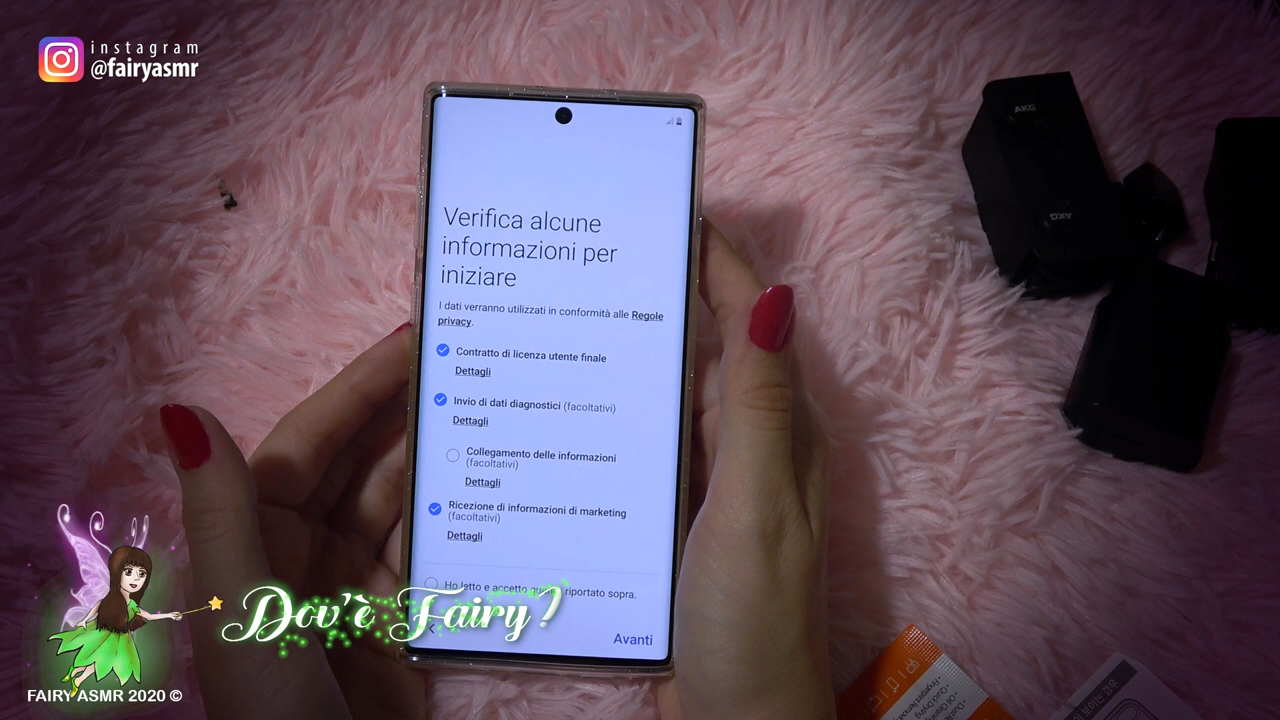 instagram
@fairyasmr
AKG
AKG
Verifica alcune
informazioni per
iniziare
I dati verranno utilizzati in conformità alle Regole
privacy.
Contratto di licenza utente finale
Dettagli
Invio di dati diagnostici (facoltativi)
Dettagli
Collegamento delle informazioni
(facoltativi)
Dettagli
Ricezione di informazioni di marketing
(facoltativi)
Dettagli
Ho letto e accetto riportato sopra.
Avanti
Dov'è Fairy?
FAIRY ASMR 2020 ©